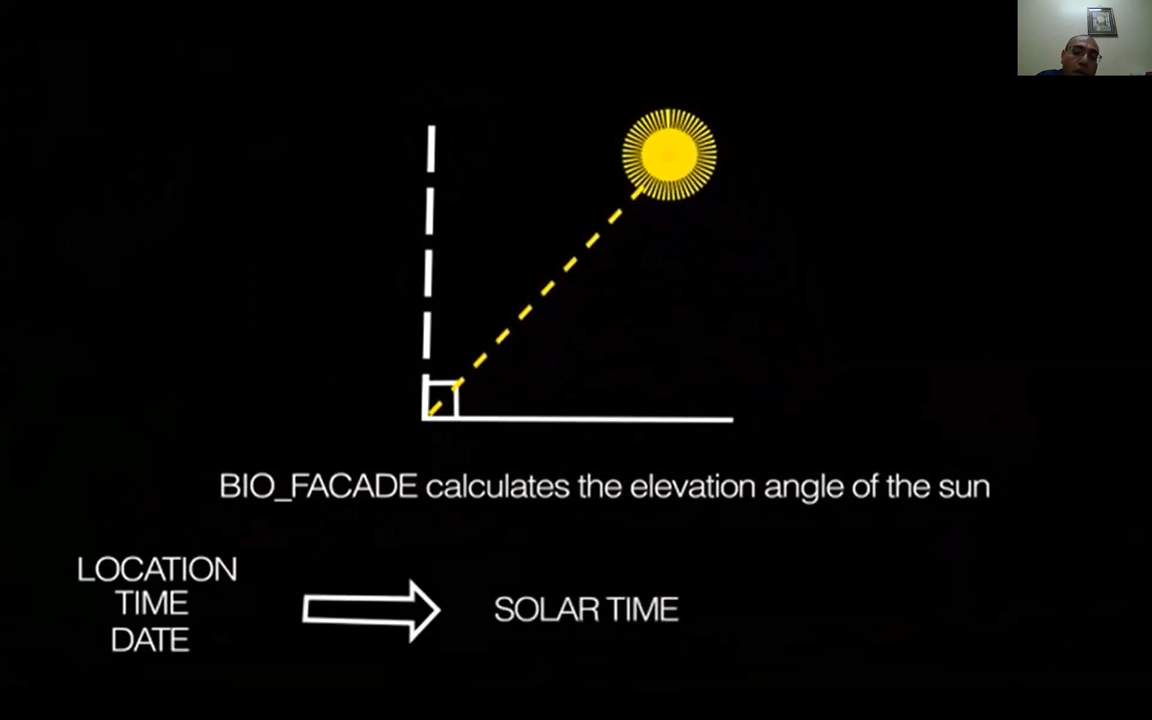 BIO_FACADE calculates the elevation angle of the sun
LOCATION
TIME
DATE
SOLAR TIME